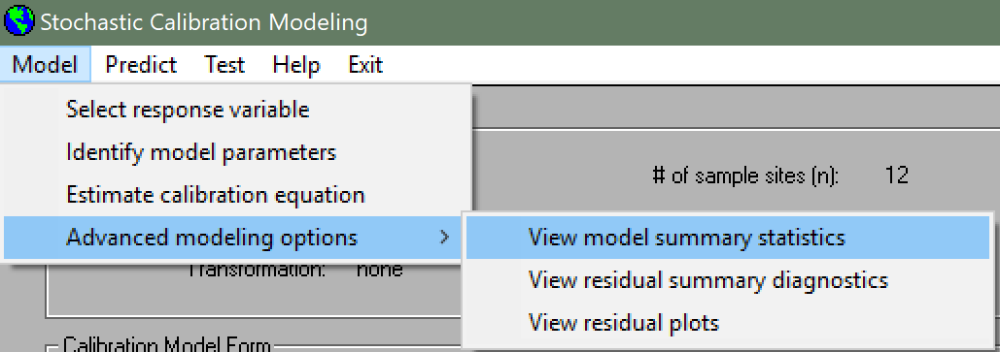 Stochastic Calibration Modeling
Model Predict Test Help Exit
Select response variable
Identify model parameters
Estimate calibration equation
Advanced modeling options
View model summary statistics
View residual summary diagnostics
View residual plots
# of sample sites (n): 12
Transformation: none
Calibration Model Form